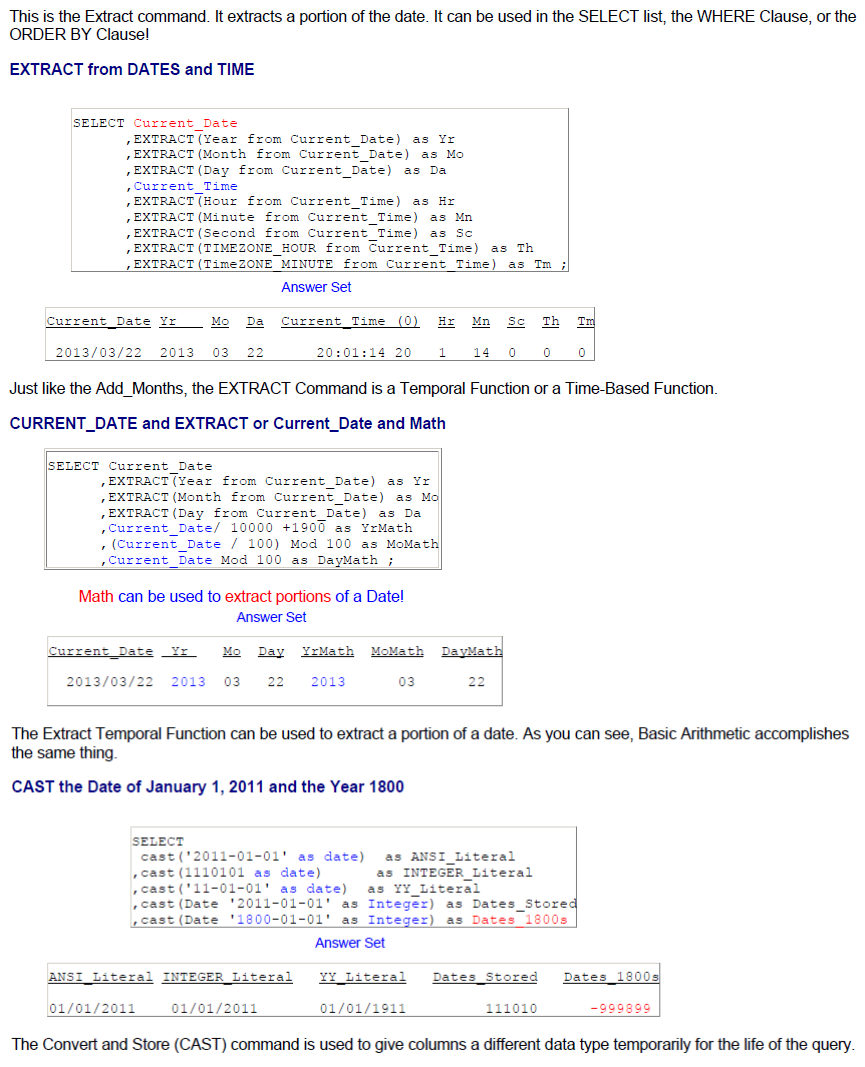 This is the Extract command. It extracts a portion of the date. It can be used in the SELECT list, the WHERE Clause, or the
ORDER BY Clause!
EXTRACT from DATES and TIME
SELECT Current_Date
,EXTRACT(Year from Current_Date) as Yr
,EXTRACT(Month from Current_Date) as Mo
,EXTRACT(Day from Current_Date) as Da
,Current_Time
,EXTRACT(Hour from Current_Time) as Hr
,EXTRACT(Minute from Current_Time) as Mn
,EXTRACT(Second from Current_Time) as Sc
,EXTRACT(TIMEZONE_HOUR from Current_Time) as Th
,EXTRACT(TimeZONE_MINUTE from Current_Time) as Tm ;
Answer Set
Current_Date Yr Mo Da Current_Time (0) Hr Mn Sc Th Tm
2013/03/22 2013 03 22 20:01:14 20 1 14 0 0 0
Just like the Add_Months, the EXTRACT Command is a Temporal Function or a Time-Based Function.
CURRENT_DATE and EXTRACT or Current_Date and Math
SELECT Current_Date
,EXTRACT(Year from Current_Date) as Yr
,EXTRACT(Month from Current_Date) as Mo
,EXTRACT(Day from Current_Date) as Da
,Current_Date/ 10000 +1900 as YrMath
,(Current_Date / 100) Mod 100 as MoMath
,Current_Date Mod 100 as DayMath ;
Math can be used to extract portions of a Date!
Answer Set
Current_Date Yr Mo Day YrMath MoMath DayMath
2013/03/22 2013 03 22 2013 03 22
The Extract Temporal Function can be used to extract a portion of a date. As you can see, Basic Arithmetic accomplishes
the same thing.
CAST the Date of January 1, 2011 and the Year 1800
SELECT
cast('2011-01-01' as date) as ANSI_Literal
,cast(1110101 as date) as INTEGER_Literal
,cast('11-01-01' as date) as YY_Literal
,cast(Date '2011-01-01' as Integer) as Dates_Stored
,cast(Date '1800-01-01' as Integer) as Dates_1800s
Answer Set
ANSI_Literal INTEGER_Literal YY_Literal Dates_Stored Dates_1800s
01/01/2011 01/01/2011 01/01/1911 111010 -999899
The Convert and Store (CAST) command is used to give columns a different data type temporarily for the life of the query.